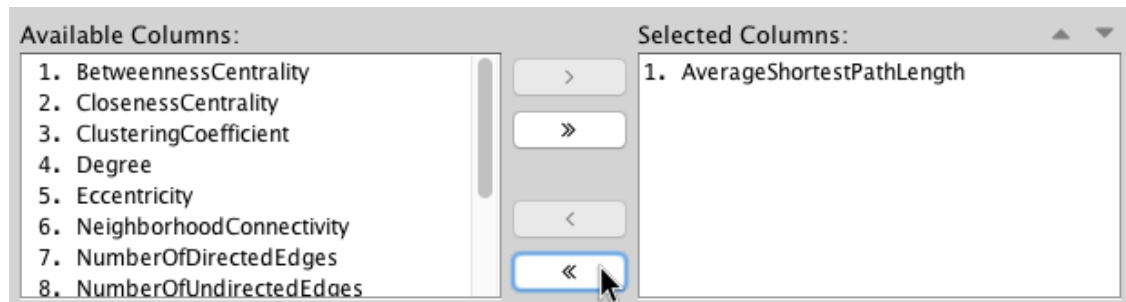 Available Columns:
1. BetweennessCentrality
2. ClosenessCentrality
3. ClusteringCoefficient
4. Degree
5. Eccentricity
6. NeighborhoodConnectivity
7. NumberOfDirectedEdges
8. NumberOfUndirectedEdges
>
»
<
«
Selected Columns:
1. AverageShortestPathLength